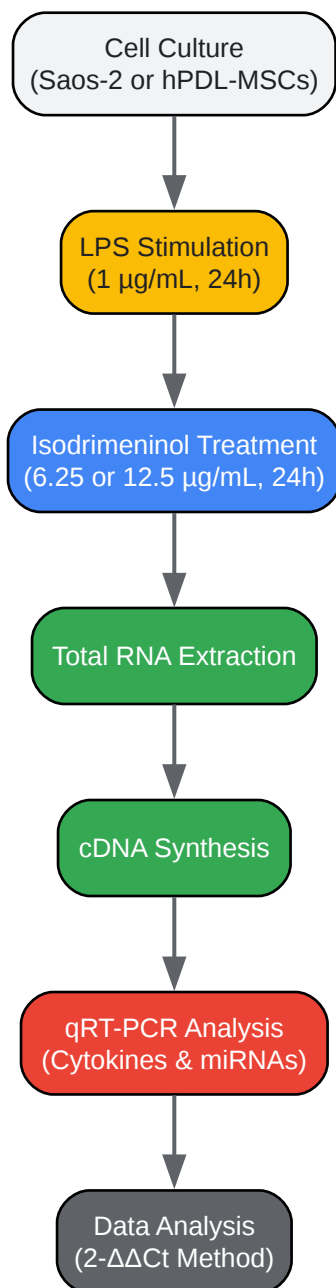 Cell Culture
(Saos-2 or hPDL-MSCs)
LPS Stimulation
(1 µg/mL, 24h)
Isodrimeninol Treatment
(6.25 or 12.5 µg/mL, 24h)
Total RNA Extraction
cDNA Synthesis
qRT-PCR Analysis
(Cytokines & miRNAs)
Data Analysis
(2-ΔΔCt Method)